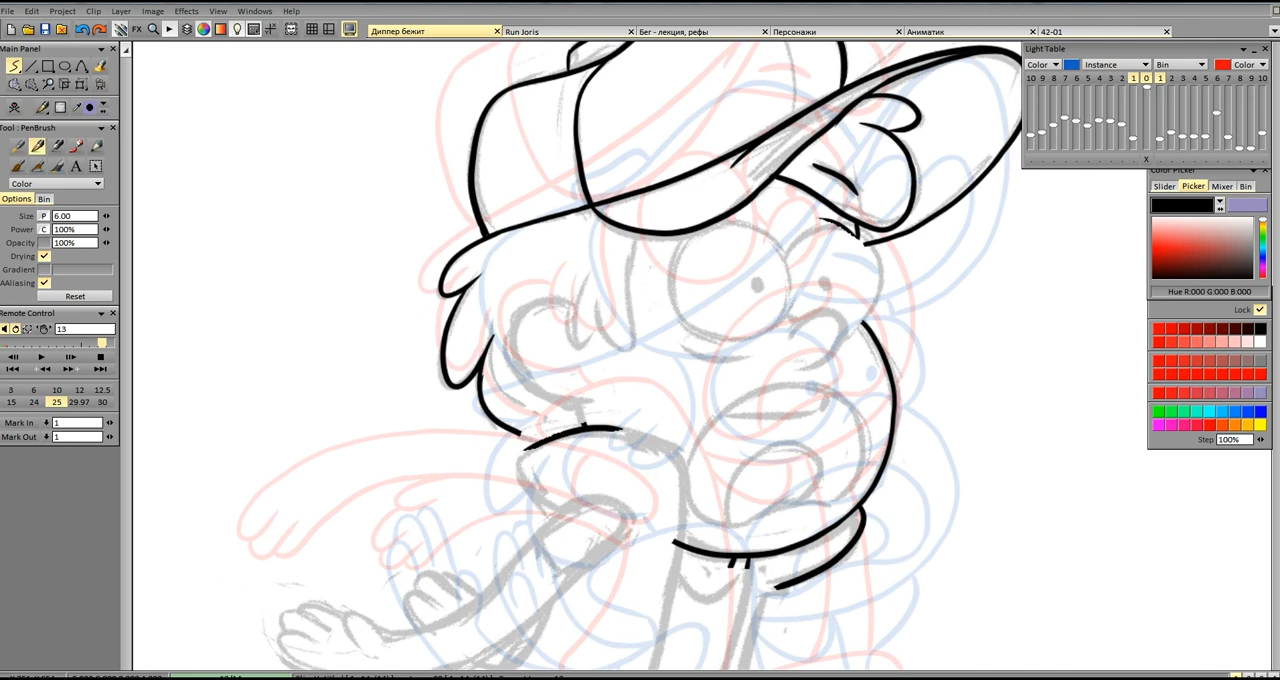 File Edit Project Clip Layer Image Effects View Windows Help
FX
Диппер бежит Run Joris Бег - лекция, рефы Персонажи Аниматик 42-01
Main Panel
Tool : PenBrush
A
Color
Options Bin
Size P 6.00
Power C 100%
Opacity 100%
Drying
Gradient
AAliasing
Reset
Remote Control
13
3 6 10 12 12.5
15 24 25 29.97 30
Mark In 1
Mark Out 1
Light Table
Color Instance Bin Color
10 9 8 7 6 5 4 3 2 1 0 1 2 3 4 5 6 7 8 9 10
X
Color Picker
Slider Picker Mixer Bin
Hue R:000 G:000 B:000
Lock
Step 100%